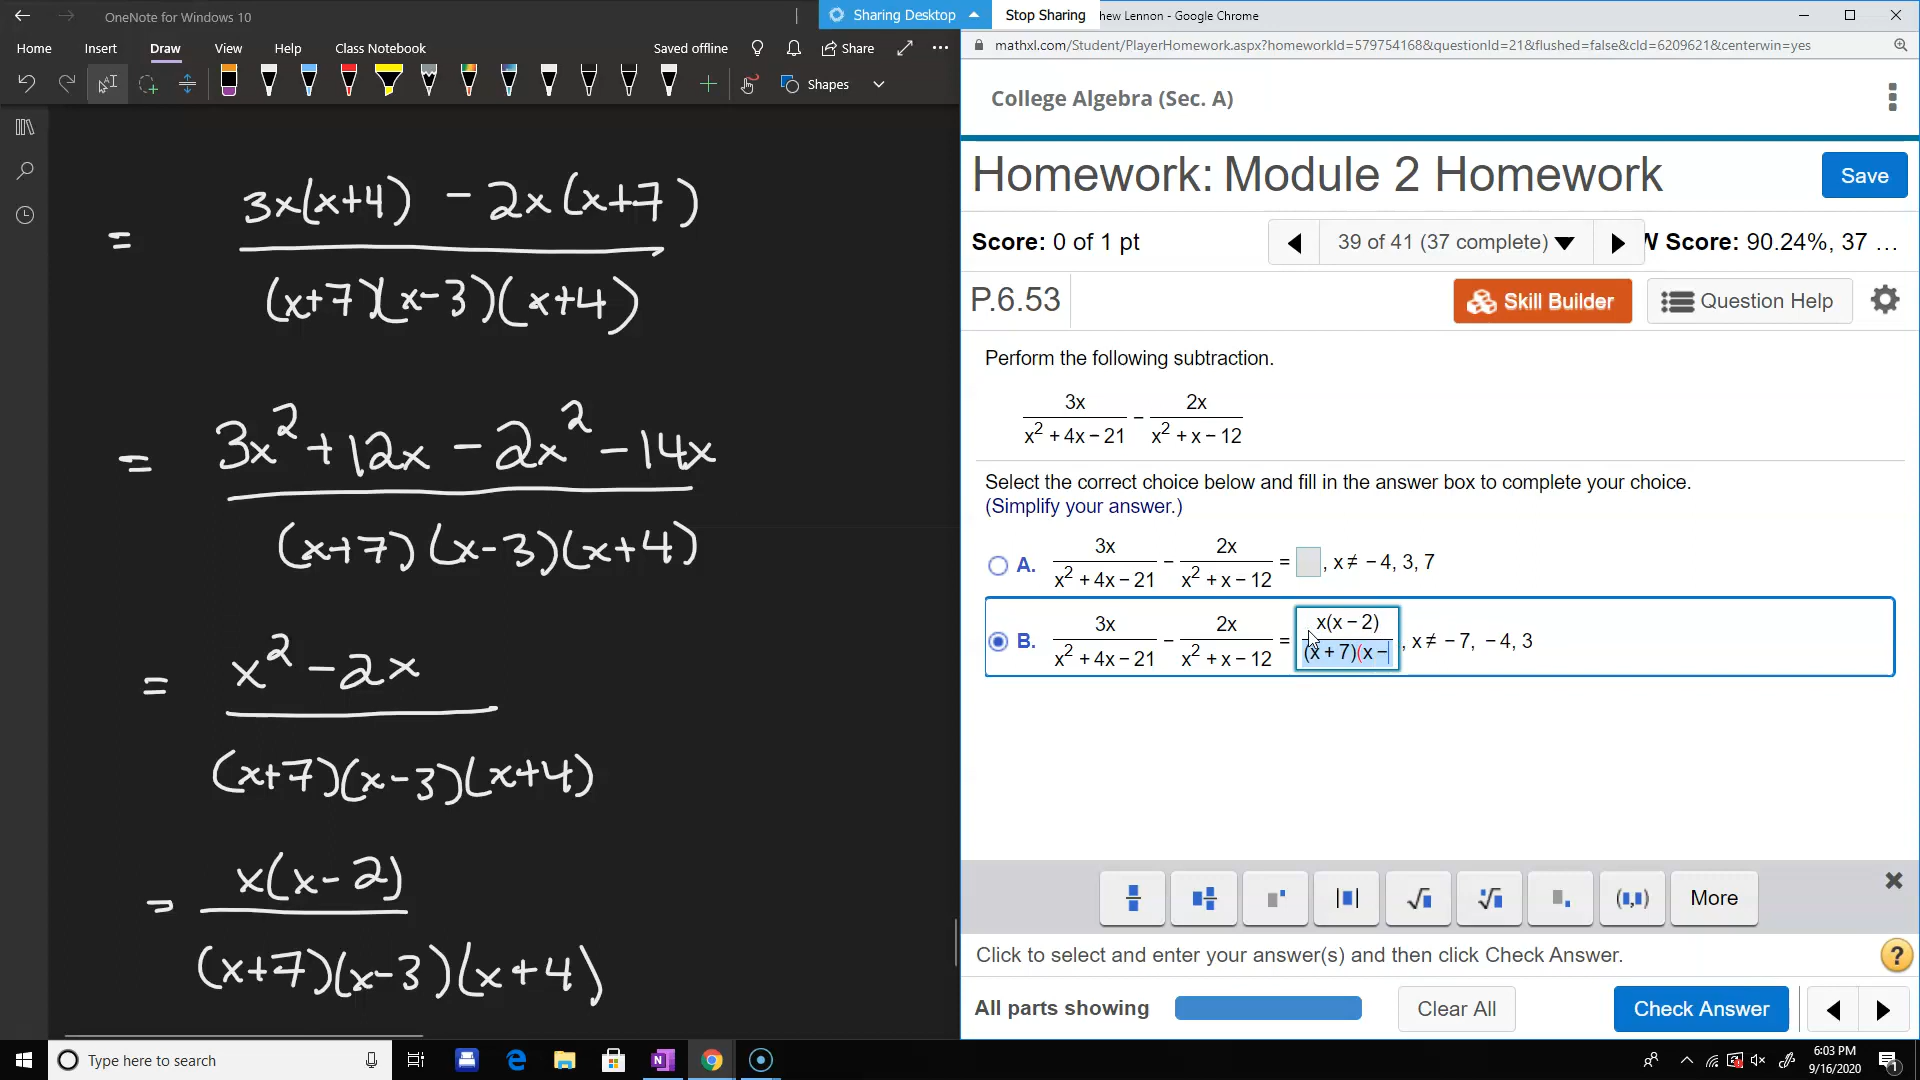 OneNote for Windows 10
Sharing Desktop
Stop Sharing
hew Lennon - Google Chrome
Home Insert Draw View Help Class Notebook Saved offline Share
mathxl.com/Student/PlayerHomework.aspx?homeworkId=579754168&questionId=21&flushed=false&cId=6209621&centerwin=yes
Shapes
College Algebra (Sec. A)
Homework: Module 2 Homework
Save
Score: 0 of 1 pt
39 of 41 (37 complete)
W Score: 90.24%, 37 ...
P.6.53
Skill Builder
Question Help
Perform the following subtraction.
3x 2x
x² + 4x − 21 − x² + x − 12
Select the correct choice below and fill in the answer box to complete your choice.
(Simplify your answer.)
3x 2x
A. x² + 4x − 21 − x² + x − 12 = , x ≠ − 4, 3, 7
3x 2x x(x − 2)
B. x² + 4x − 21 − x² + x − 12 = (x + 7)(x − , x ≠ − 7, − 4, 3
More
Click to select and enter your answer(s) and then click Check Answer.
?
All parts showing
Clear All
Check Answer
3x(x+4) - 2x(x+7)
=
(x+7)(x-3)(x+4)
3x² + 12x - 2x² - 14x
=
(x+7)(x-3)(x+4)
x² - 2x
=
(x+7)(x-3)(x+4)
x(x-2)
=
(x+7)(x-3)(x+4)
Type here to search
6:03 PM
9/16/2020